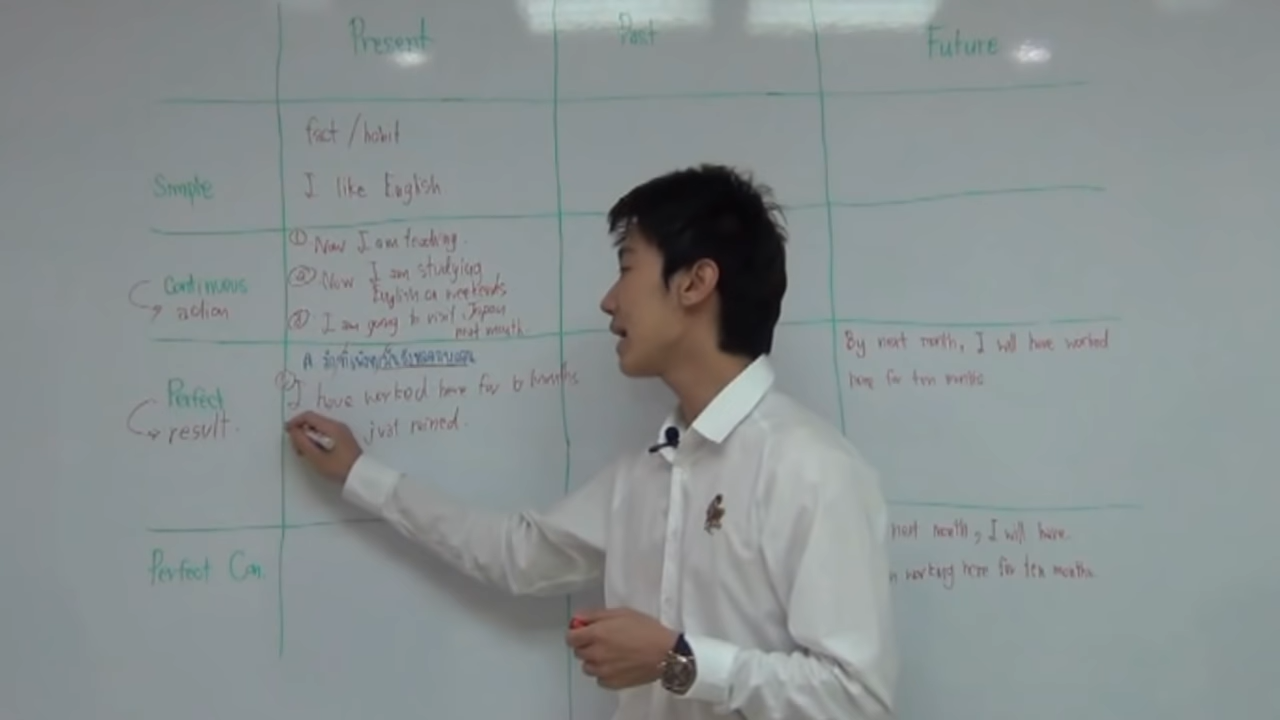 Present Past Future
fact / habit
Simple
I like English
① Now I am teaching.
② Now I am studying
English on weekends
Continuous
action
③ I am going to visit Japan
next month
A.
Perfect
result.
① I have worked here for 6 months
just rained.
By next month, I will have worked
here for ten months
Perfect Con.
next month, I will have
working here for ten months.